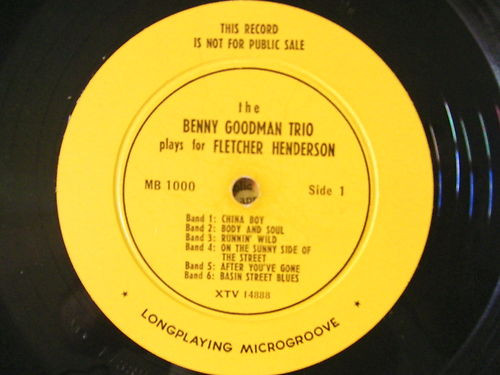 THIS RECORD
IS NOT FOR PUBLIC SALE
the
BENNY GOODMAN TRIO
plays for FLETCHER HENDERSON
MB 1000
Side 1
Band 1: CHINA BOY
Band 2: BODY AND SOUL
Band 3: RUNNIN' WILD
Band 4: ON THE SUNNY SIDE OF
THE STREET
Band 5: AFTER YOU'VE GONE
Band 6: BASIN STREET BLUES
XTV 14888
★ LONGPLAYING MICROGROOVE ★